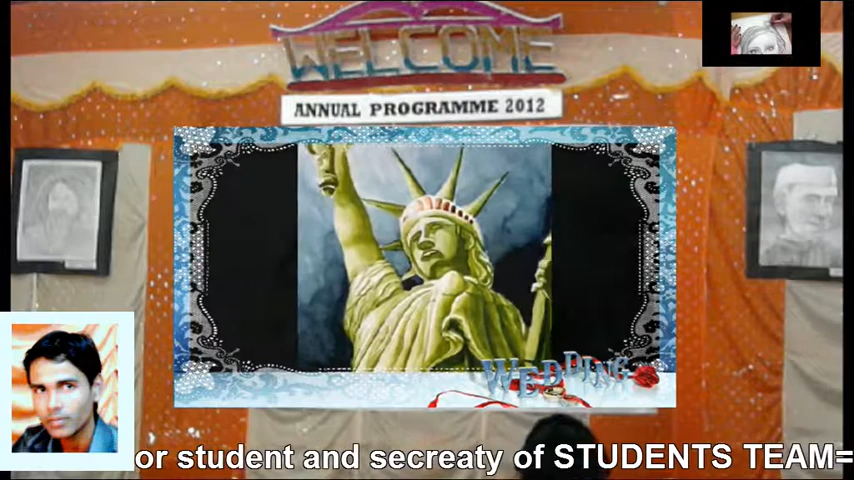 WELCOME
ANNUAL PROGRAMME 2012
WEDDING
or student and secreaty of STUDENTS TEAM=